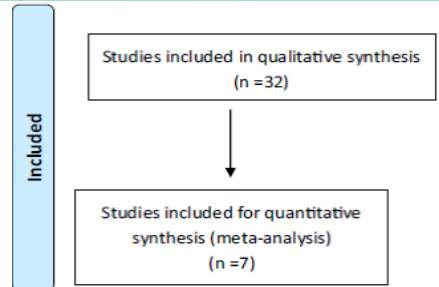 Included
Studies included in qualitative synthesis
(n =32)
Studies included for quantitative
synthesis (meta-analysis)
(n =7)